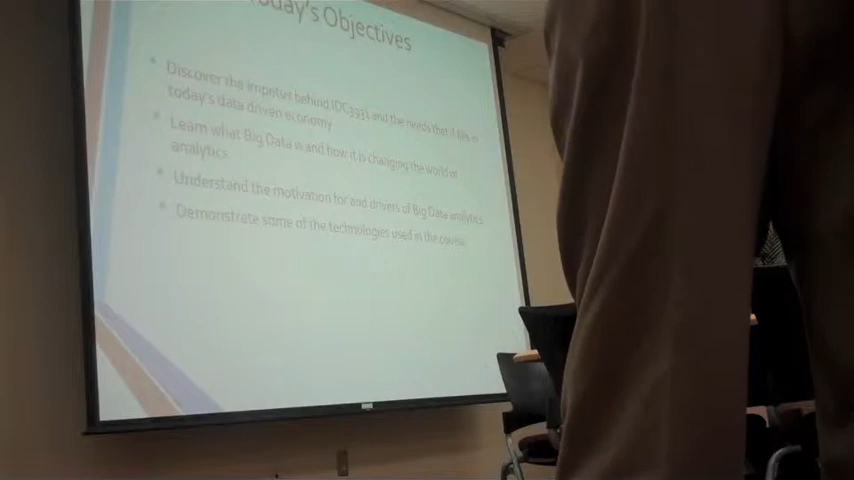 Today's Objectives
• Discover the impetus behind IDC3931 and the needs that it fills in
today's data driven economy
• Learn what Big Data is and how it is changing the world of
analytics.
• Understand the motivation for and drivers of Big Data analytics
• Demonstrate some of the technologies used in the course